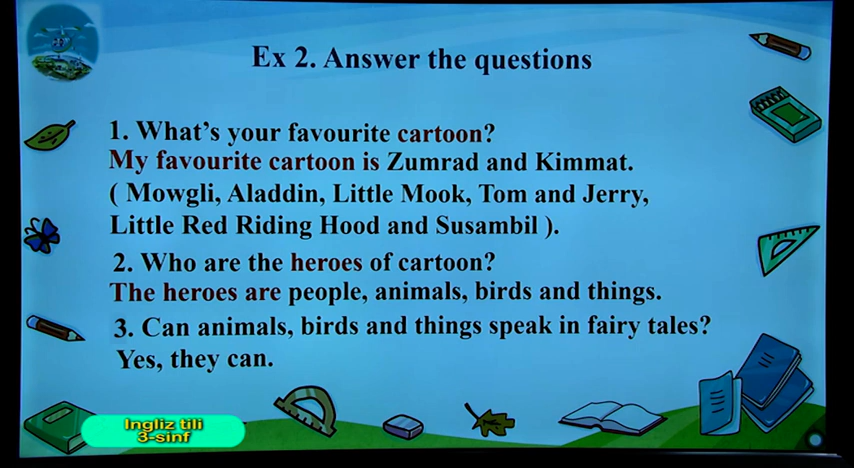 Ex 2. Answer the questions
1. What's your favourite cartoon?
My favourite cartoon is Zumrad and Kimmat.
( Mowgli, Aladdin, Little Mook, Tom and Jerry,
Little Red Riding Hood and Susambil ).
2. Who are the heroes of cartoon?
The heroes are people, animals, birds and things.
3. Can animals, birds and things speak in fairy tales?
Yes, they can.
Ingliz tili
3-sinf